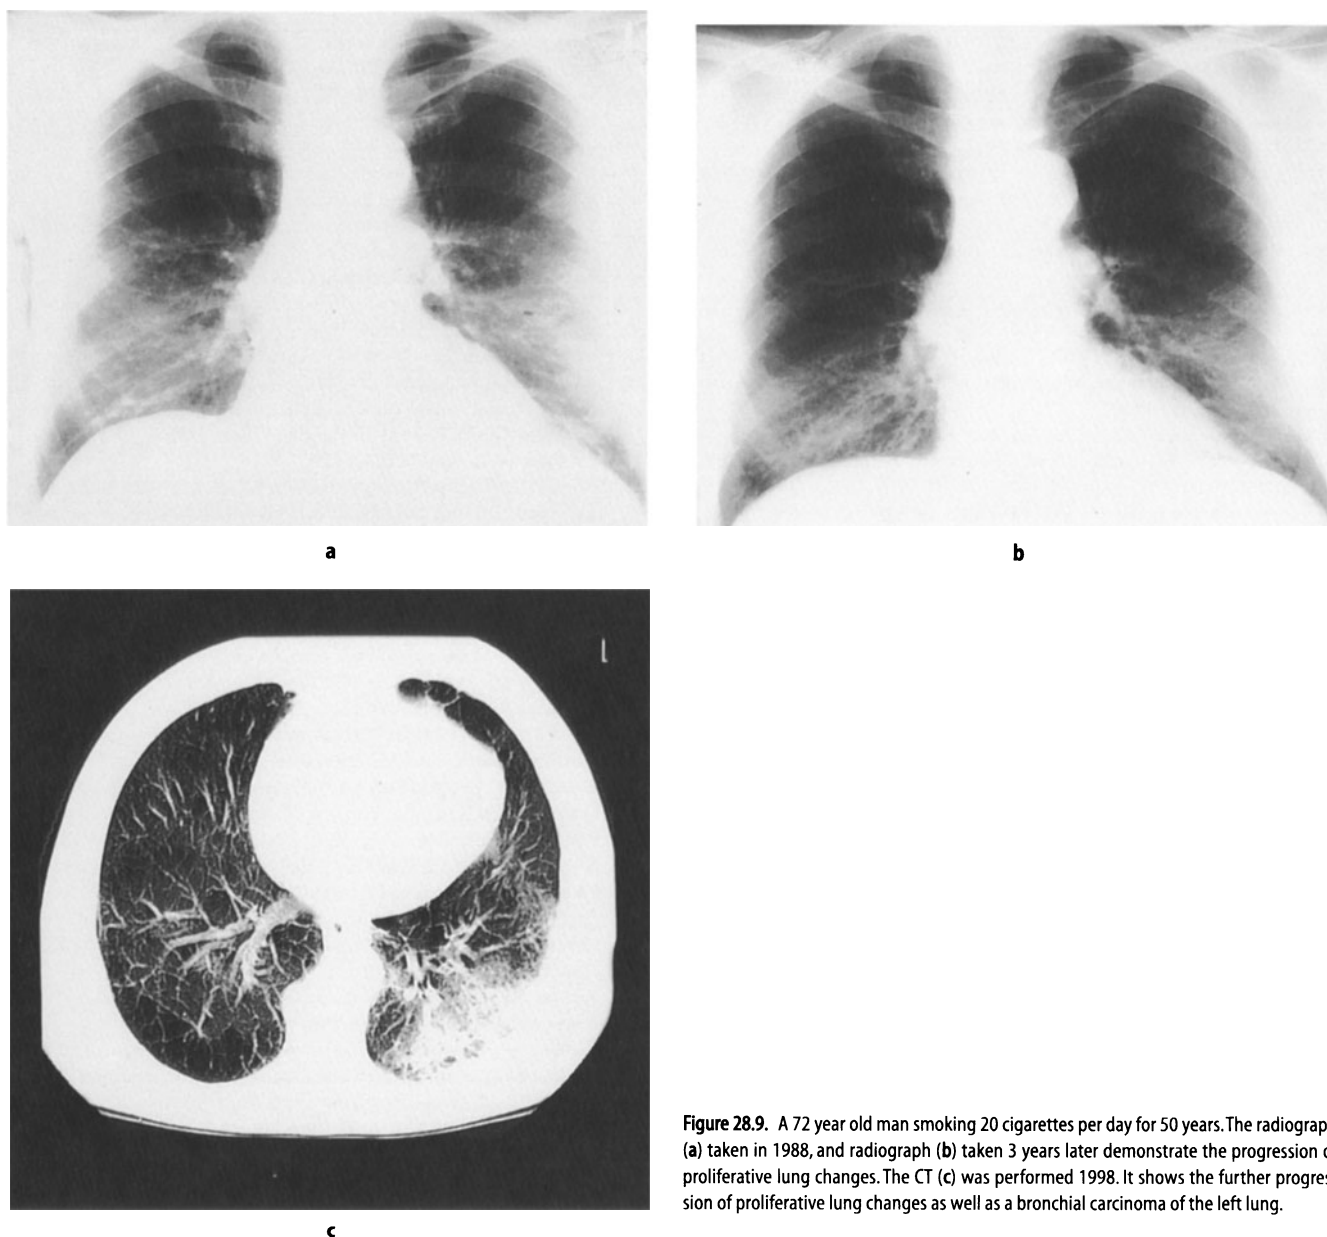 a
b
L
c
Figure 28.9. A 72 year old man smoking 20 cigarettes per day for 50 years. The radiograp
(a) taken in 1988, and radiograph (b) taken 3 years later demonstrate the progression o
proliferative lung changes. The CT (c) was performed 1998. It shows the further progres
sion of proliferative lung changes as well as a bronchial carcinoma of the left lung.